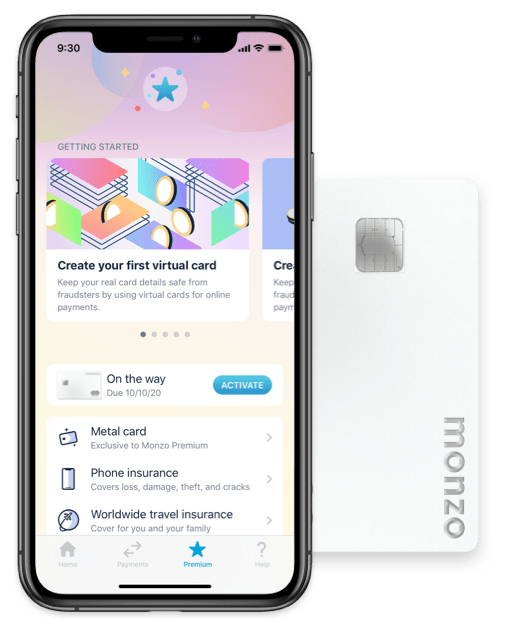 9:30
GETTING STARTED
Create your first virtual card
Keep your real card details safe from
fraudsters by using virtual cards for online
payments.
Cre
Keep
fraud
paym
On the way
Due 10/10/20
ACTIVATE
Metal card
Exclusive to Monzo Premium
Phone insurance
Covers loss, damage, theft, and cracks
Worldwide travel insurance
Cover for you and your family
Home
Payments
Premium
Help
monzo